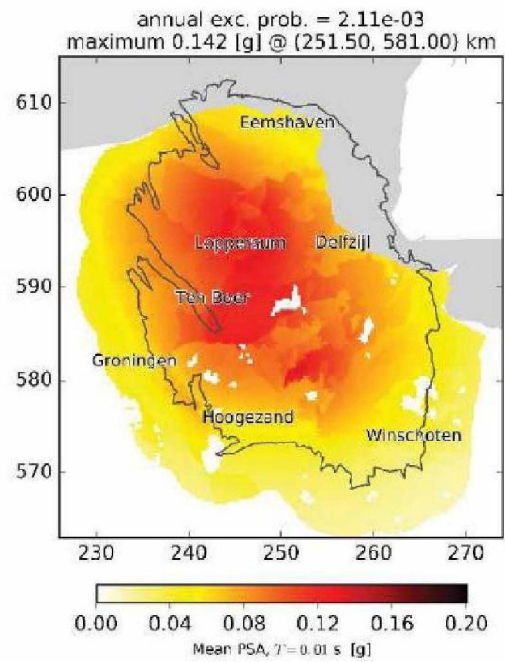 annual exc. prob. = 2.11e-03
maximum 0.142 [g] @ (251.50, 581.00) km
610
Eemshaven
600
Loppersum
Delfzijl
590
Ten Boer
Groningen
580
Hoogezand
Winschoten
570
230 240 250 260 270
0.00 0.04 0.08 0.12 0.16 0.20
Mean PSA, T=0.01 s [g]